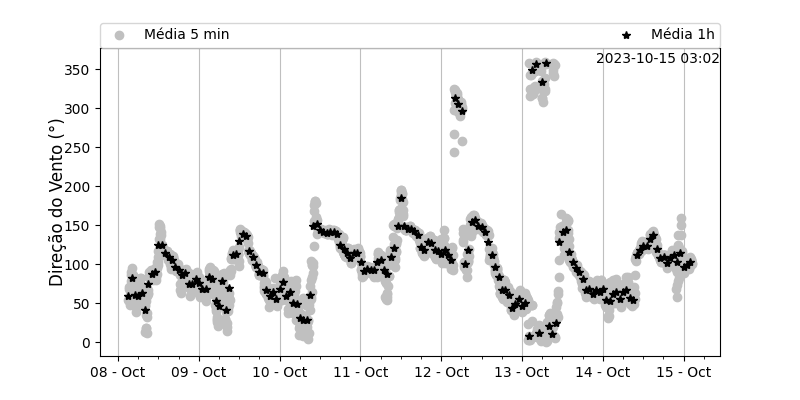 Média 5 min
Média 1h
2023-10-15 03:02
Direção do Vento (°)
350
300
250
200
150
100
50
0
08 - Oct
09 - Oct
10 - Oct
11 - Oct
12 - Oct
13 - Oct
14 - Oct
15 - Oct